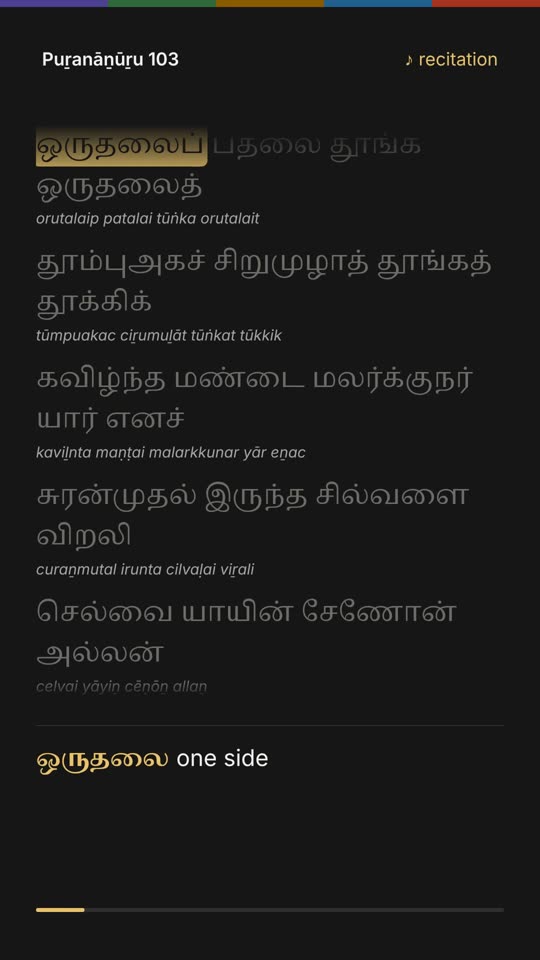 Puṟanāṉūṟu 103
♪ recitation
ஒருதலைப் பதலை தூங்க
ஒருதலைத்
orutalaip patalai tūṅka orutalait
தூம்புஅகச் சிறுமுழாத் தூங்கத்
தூக்கிக்
tūmpuakac ciṟumuḻāt tūṅkat tūkkik
கவிழ்ந்த மண்டை மலர்க்குநர்
யார் எனச்
kaviḻnta maṇṭai malarkkunar yār eṉac
சுரன்முதல் இருந்த சில்வளை
விறலி
curaṉmutal irunta cilvaḷai viṟali
செல்வை யாயின் சேணோன்
அல்லன்
celvai yāyiṉ cēṇōṉ allaṉ
ஒருதலை one side